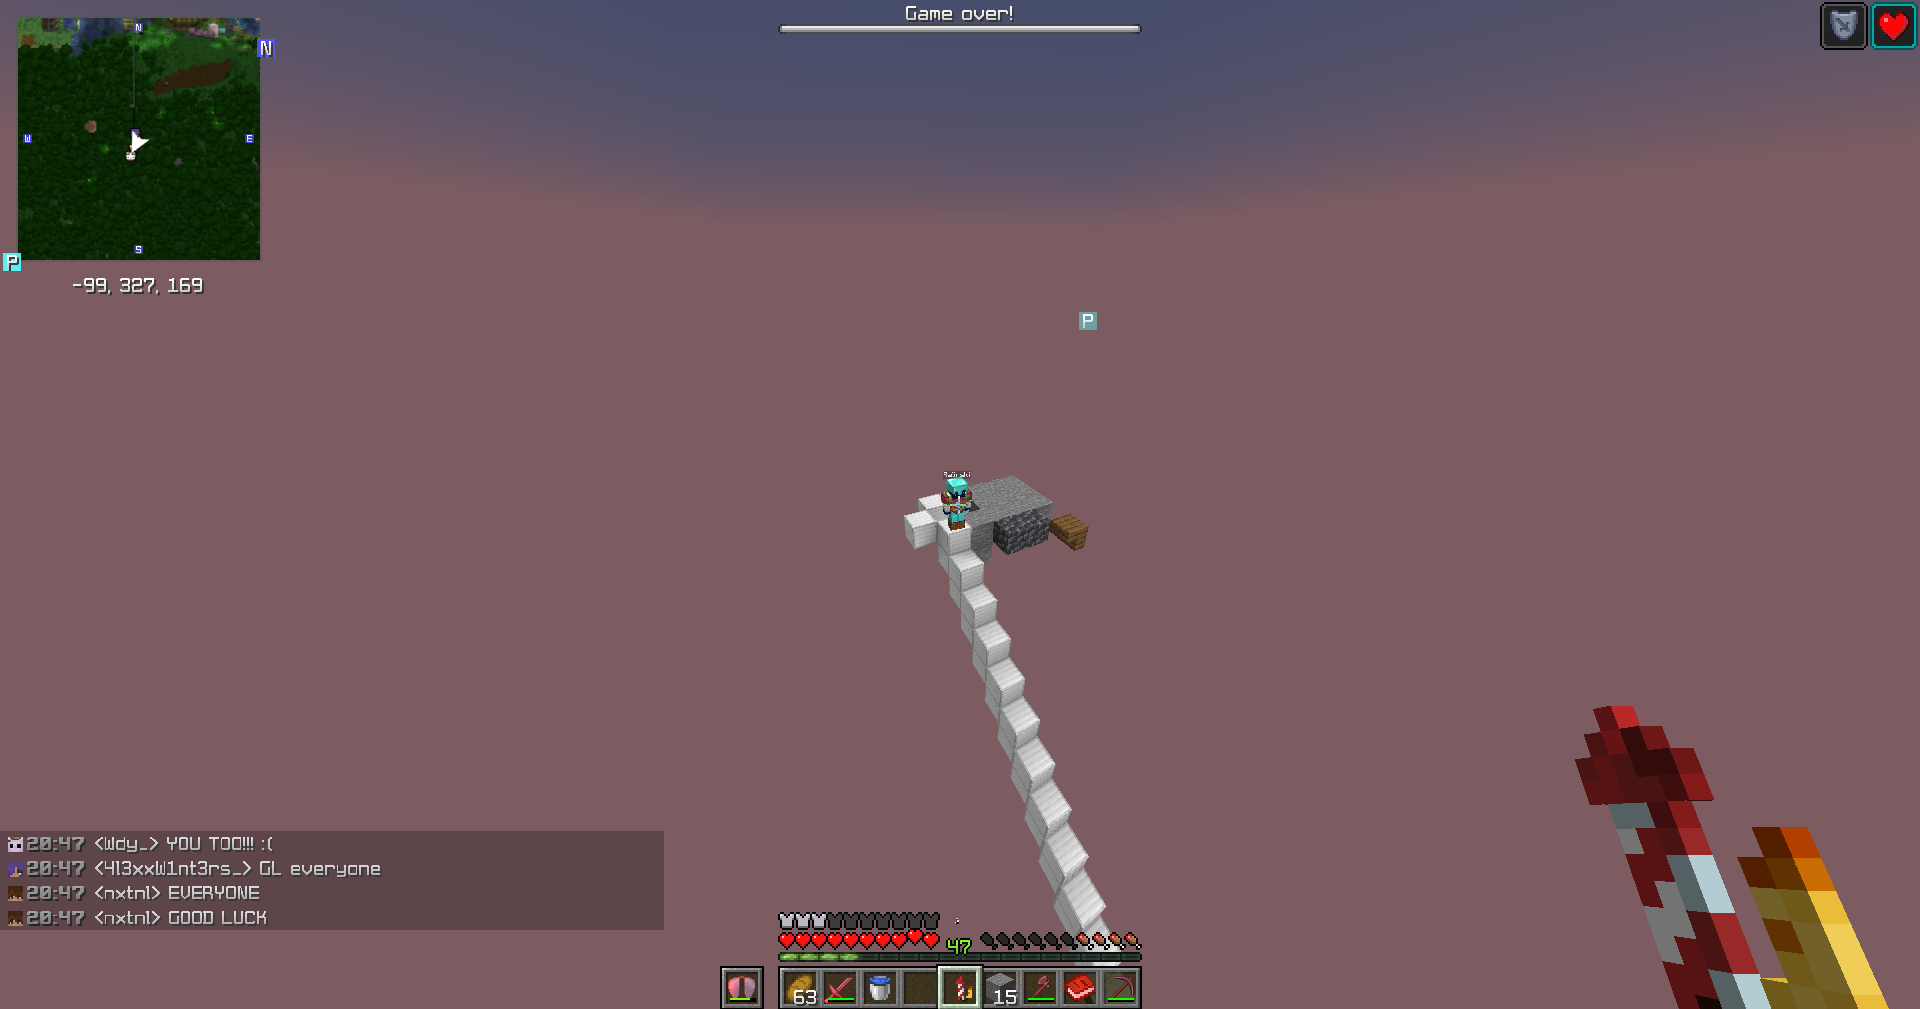 Game over!
N
N
W
E
S
P
-99, 327, 169
P
20:47 <Wdy_> YOU TOO!!! :(
20:47 <4l3xxW1nt3rs_> GL everyone
20:47 <nxtnl> EVERYONE
20:47 <nxtnl> GOOD LUCK
47
63
15